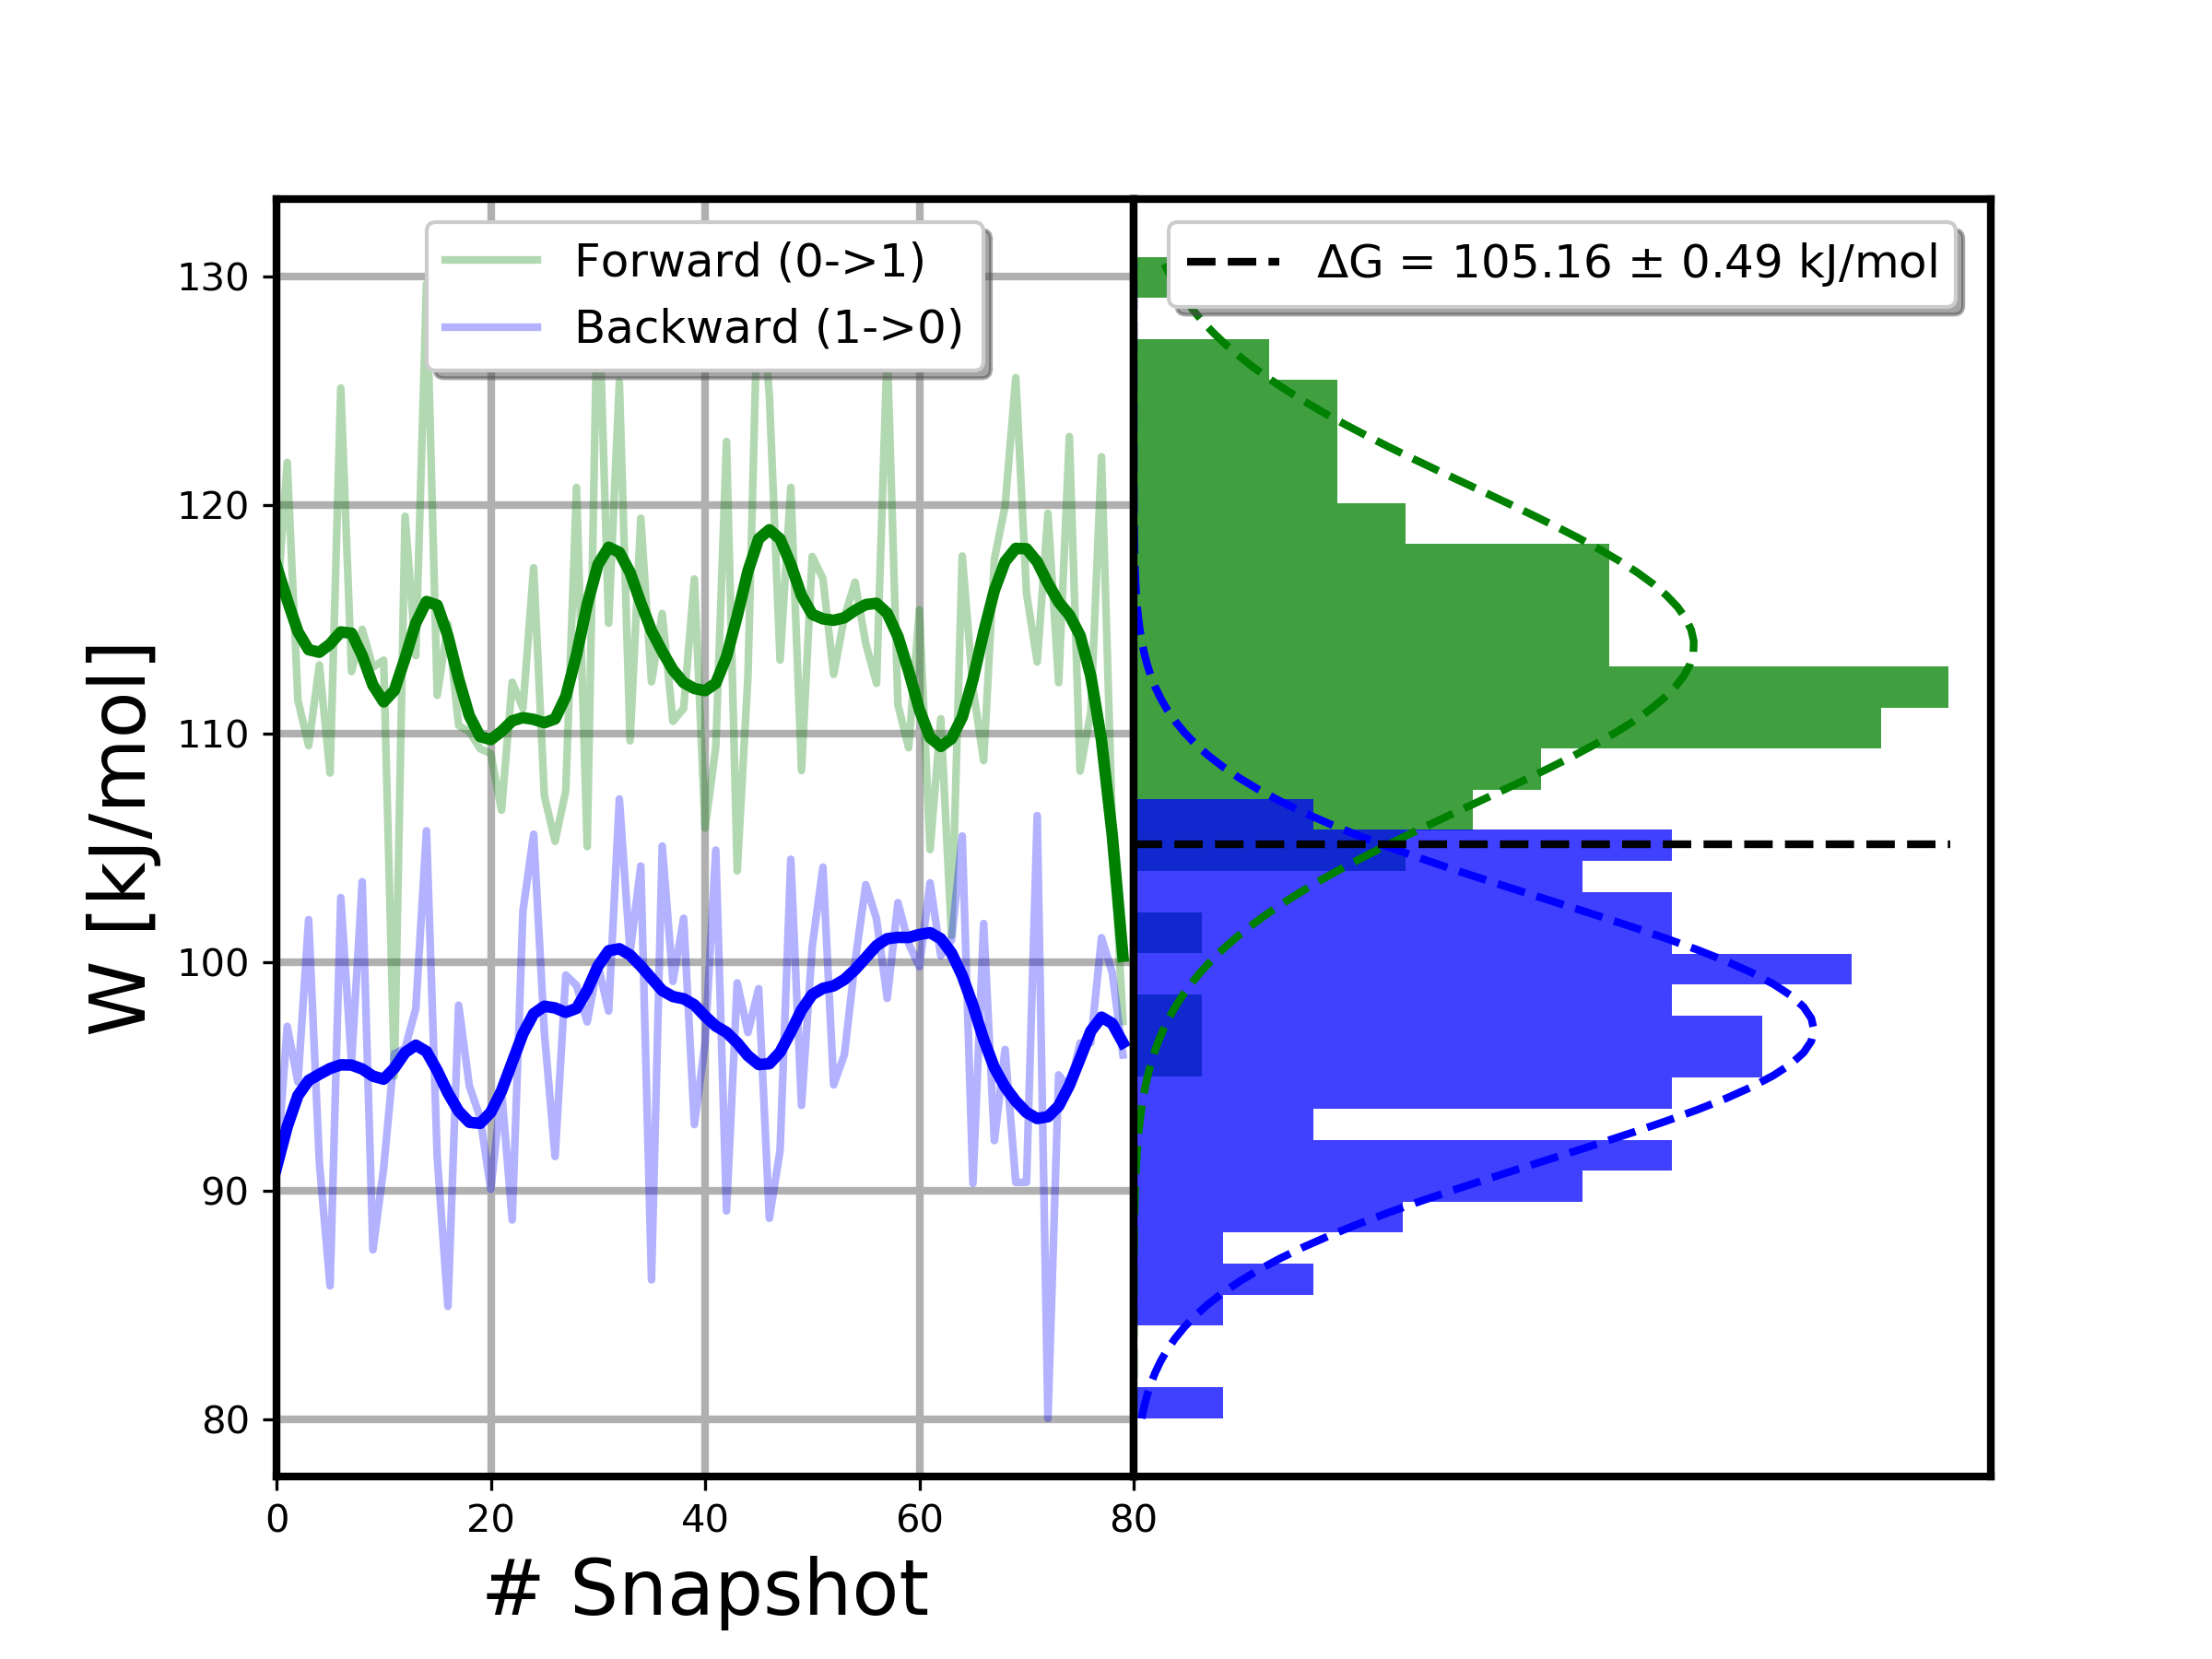 Forward (0->1)
Backward (1->0)
ΔG = 105.16 ± 0.49 kJ/mol
W [kJ/mol]
130
120
110
100
90
80
0 20 40 60 80
# Snapshot